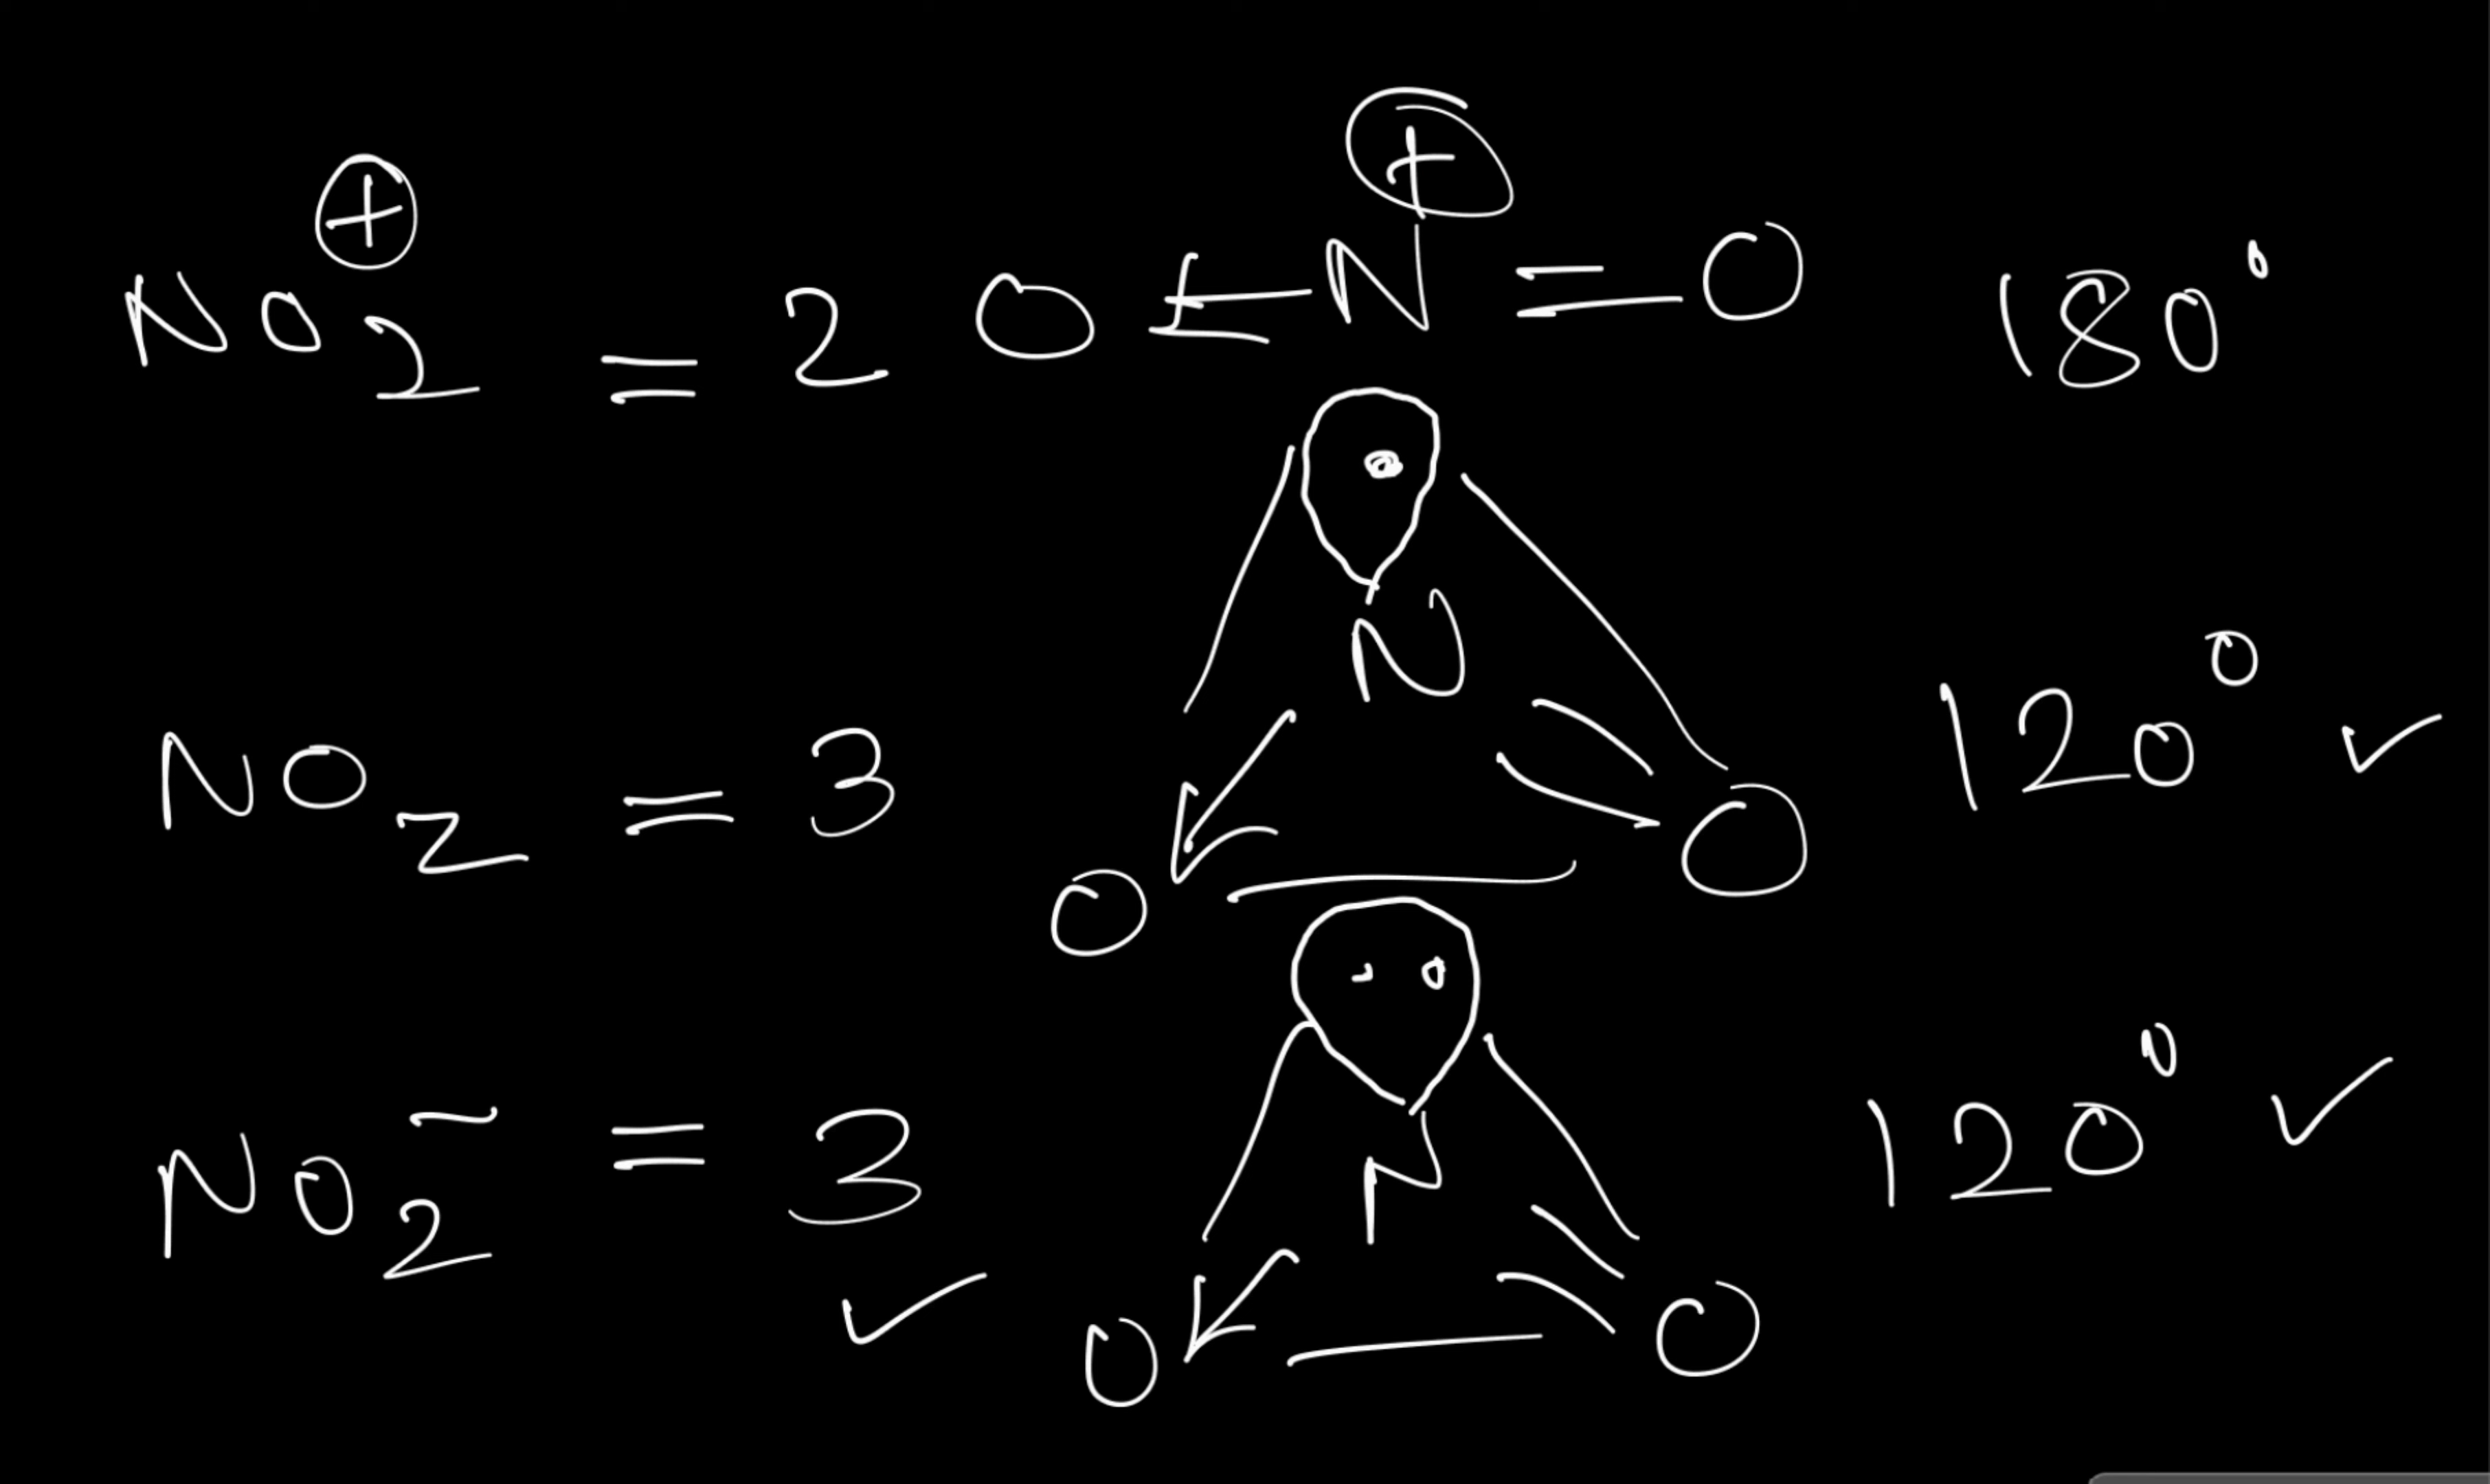 ⊕ ⊕
NO2 = 2 O ← N = O 180°
N
NO2 = 3 120° ✓
O O
NO2⁻ = 3 N 120° ✓
✓ O O